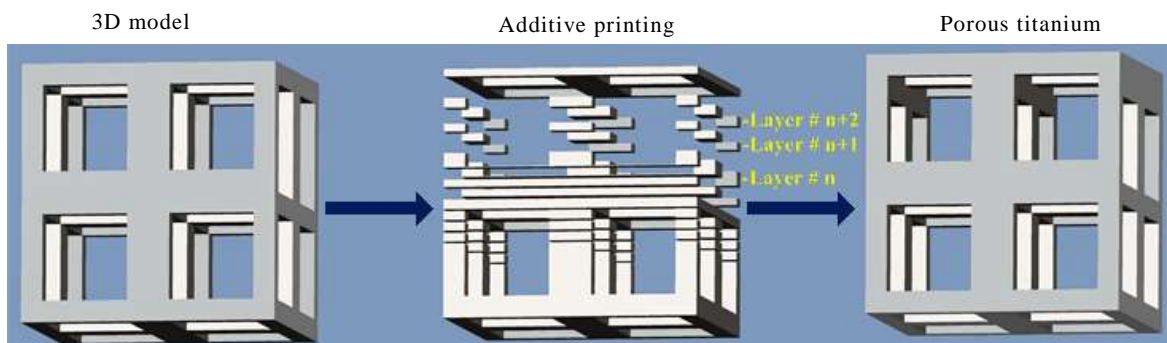 3D model
Additive printing
Porous titanium
-Layer # n+2
-Layer # n+1
-Layer # n